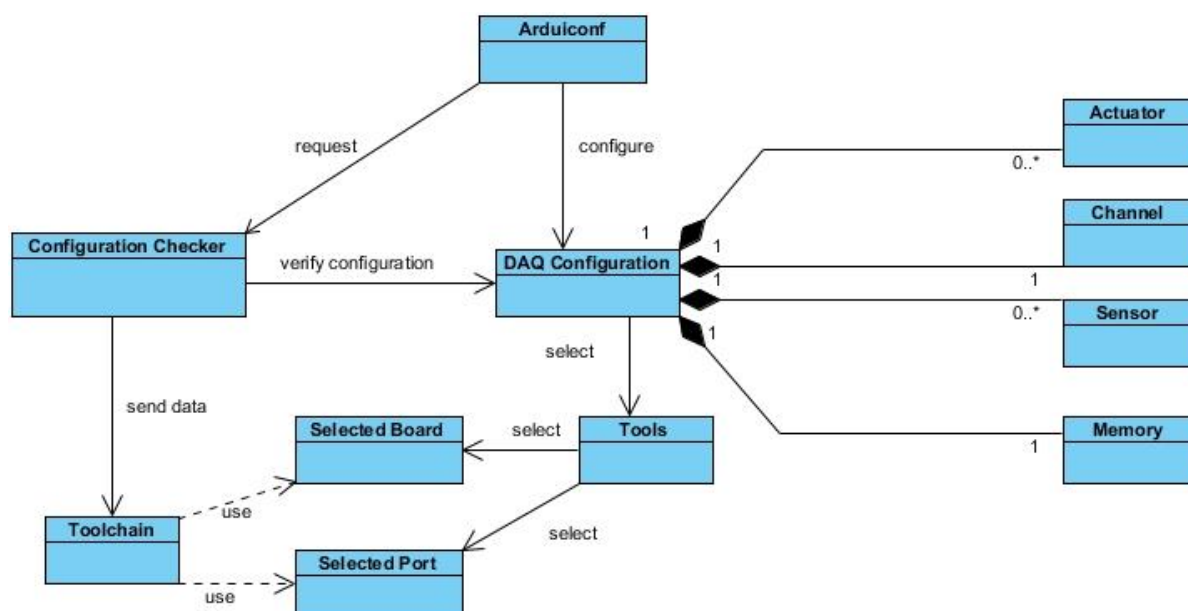 Arduiconf
request
configure
Actuator
0..*
Channel
1
Configuration Checker
verify configuration
1
DAQ Configuration
1
1
1
Sensor
0..*
select
send data
Selected Board
select
Tools
Memory
1
use
Toolchain
select
Selected Port
use